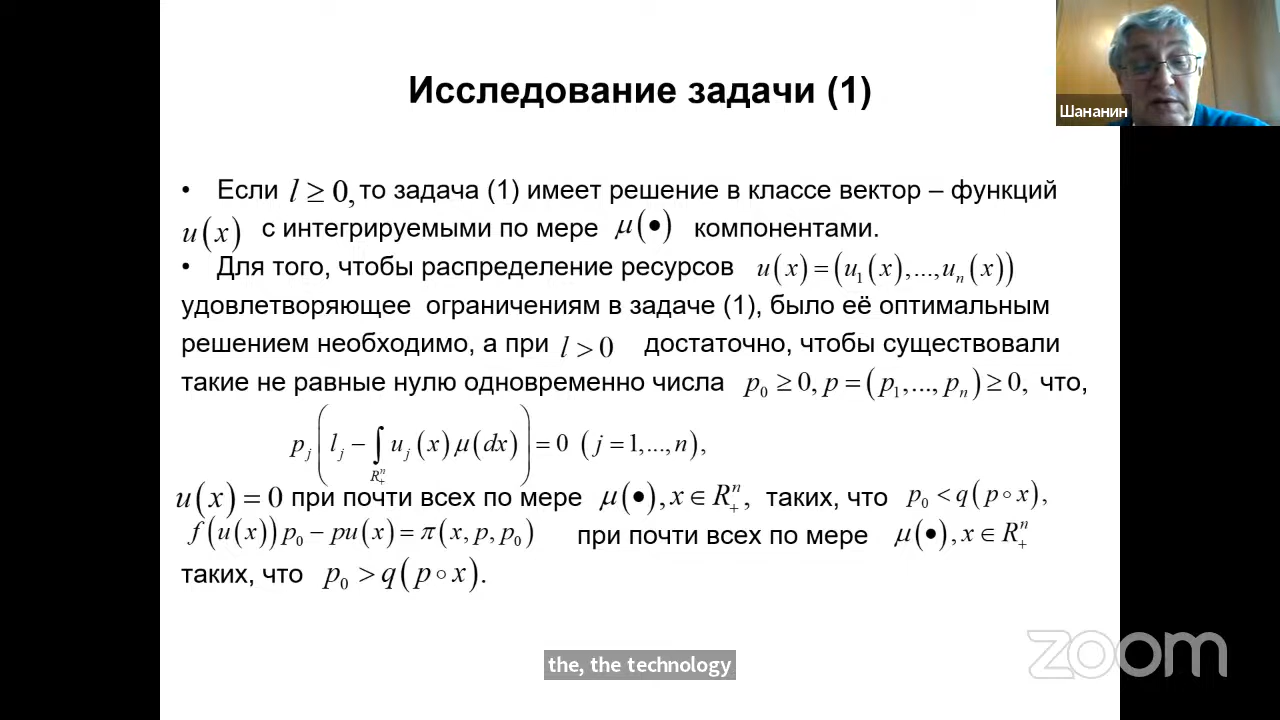 Исследование задачи (1)
Шананин
• Если l ≥ 0, то задача (1) имеет решение в классе вектор – функций
u(x) с интегрируемыми по мере μ(•) компонентами.
• Для того, чтобы распределение ресурсов u(x) = (u₁(x),..., uₙ(x))
удовлетворяющее ограничениям в задаче (1), было её оптимальным
решением необходимо, а при l > 0 достаточно, чтобы существовали
такие не равные нулю одновременно числа p₀ ≥ 0, p = (p₁,..., pₙ) ≥ 0, что,
pⱼ (lⱼ − ∫_{R₊ⁿ} uⱼ(x) μ(dx)) = 0 (j = 1,..., n),
u(x) = 0 при почти всех по мере μ(•), x ∈ R₊ⁿ, таких, что p₀ < q(p ∘ x),
f(u(x)) p₀ − pu(x) = π(x, p, p₀) при почти всех по мере μ(•), x ∈ R₊ⁿ
таких, что p₀ > q(p ∘ x).
the, the technology
zoom